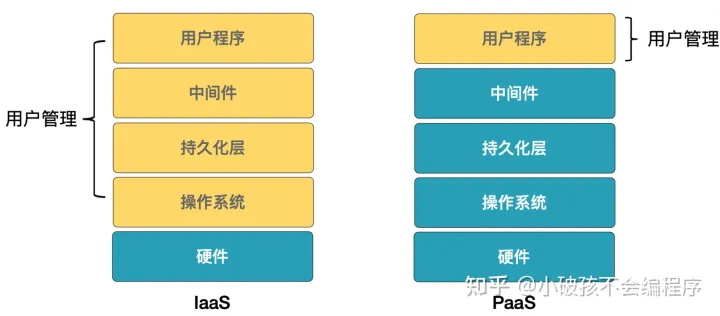 用户程序
中间件
用户管理
持久化层
操作系统
硬件
IaaS
用户程序
用户管理
中间件
持久化层
操作系统
硬件
PaaS
知乎 @小破孩不会编程序